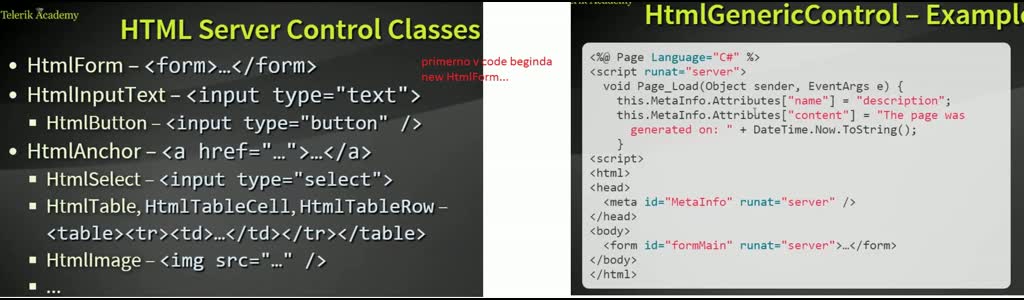 Telerik Academy
HTML Server Control Classes
• HtmlForm – <form>…</form>
• HtmlInputText – <input type="text">
▪ HtmlButton – <input type="button" />
• HtmlAnchor – <a href="…">…</a>
▪ HtmlSelect – <input type="select">
▪ HtmlTable, HtmlTableCell, HtmlTableRow –
<table><tr><td>…</td></tr></table>
▪ HtmlImage – <img src="…" />
▪ …
primerno v code beginda
new HtmlForm...
HtmlGenericControl – Example
<%@ Page Language="C#" %>
<script runat="server">
void Page_Load(Object sender, EventArgs e) {
this.MetaInfo.Attributes["name"] = "description";
this.MetaInfo.Attributes["content"] = "The page was
generated on: " + DateTime.Now.ToString();
}
<script>
<html>
<head>
<meta id="MetaInfo" runat="server" />
</head>
<body>
<form id="formMain" runat="server">…</form>
</body>
</html>